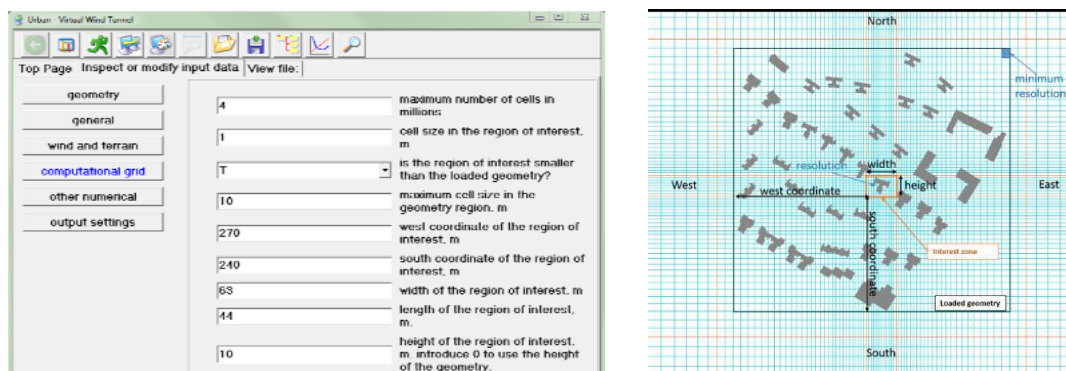 Urban - Virtual Wind Tunnel
Top Page
Inspect or modify input data
View file:
geometry
general
wind and terrain
computational grid
other numerical
output settings
4
maximum number of cells in
millions
1
cell size in the region of interest,
m
T
is the region of interest smaller
than the loaded geometry?
10
maximum cell size in the
geometry region, m
270
west coordinate of the region of
interest, m
240
south coordinate of the region of
interest, m
63
width of the region of interest, m
44
length of the region of interest,
m.
10
height of the region of interest,
m, introduce 0 to use the height
of the geometry.
North
minimum
resolution
resolution
width
height
West
west coordinate
East
south coordinate
Interest zone
Loaded geometry
South